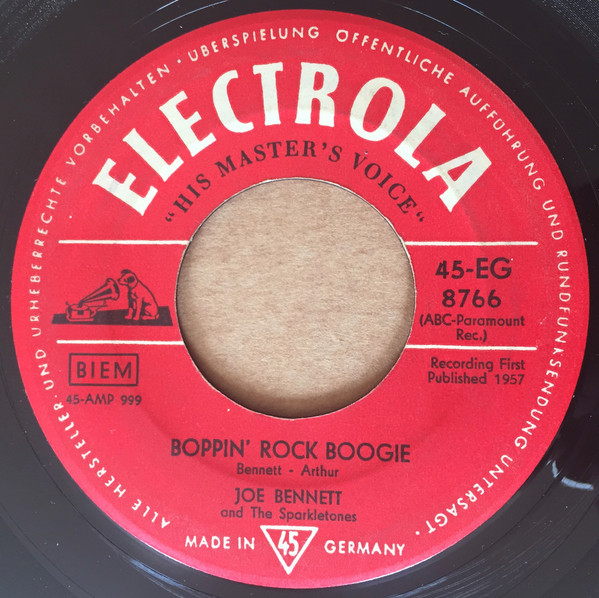 ALLE HERSTELLER- UND URHEBERRECHTE VORBEHALTEN · ÜBERSPIELUNG ÖFFENTLICHE AUFFÜHRUNG UND RUNDFUNKSENDUNG UNTERSAGT ·
ELECTROLA
"HIS MASTER'S VOICE"
45-EG
8766
(ABC-Paramount
Rec.)
BIEM
45-AMP 999
Recording First
Published 1957
BOPPIN' ROCK BOOGIE
Bennett - Arthur
JOE BENNETT
and The Sparkletones
MADE IN 45 GERMANY